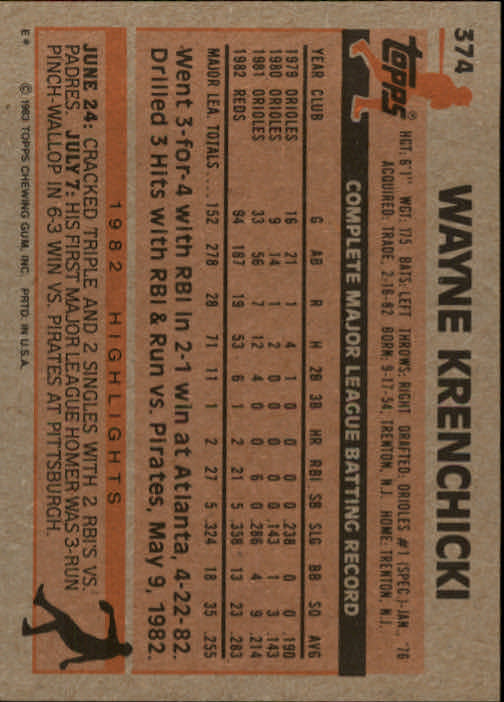 374
WAYNE KRENCHICKI
TOPPS®
HGT: 6'1" WGT: 175 BATS: LEFT THROWS: RIGHT DRAFTED: ORIOLES #1 (SPEC.)-JAN., '76
ACQUIRED: TRADE, 2-16-82 BORN: 9-17-54, TRENTON, N.J. HOME: TRENTON, N.J.
COMPLETE MAJOR LEAGUE BATTING RECORD
YEAR CLUB G AB R H 2B 3B HR RBI SB SLG BB SO AVG
1979 ORIOLES 16 21 1 4 1 0 0 0 0 .238 0 0 .190
1980 ORIOLES 9 14 1 2 0 0 0 0 0 .143 1 3 .143
1981 ORIOLES 33 56 7 12 4 0 0 6 0 .286 4 9 .214
1982 REDS 94 187 19 53 6 1 2 21 5 .358 13 23 .283
MAJOR LEA. TOTALS.... 152 278 28 71 11 1 2 27 5 .324 18 35 .255
Went 3-for-4 with RBI in 2-1 win at Atlanta, 4-22-82.
Drilled 3 Hits with RBI & Run vs. Pirates, May 9, 1982.
1982 HIGHLIGHTS
JUNE 24: CRACKED TRIPLE AND 2 SINGLES WITH 2 RBI'S VS.
PADRES. JULY 7: HIS FIRST MAJOR LEAGUE HOMER WAS 3-RUN
PINCH-WALLOP IN 6-3 WIN VS. PIRATES AT PITTSBURGH.
E* © 1983 TOPPS CHEWING GUM, INC. PRTD. IN U.S.A.